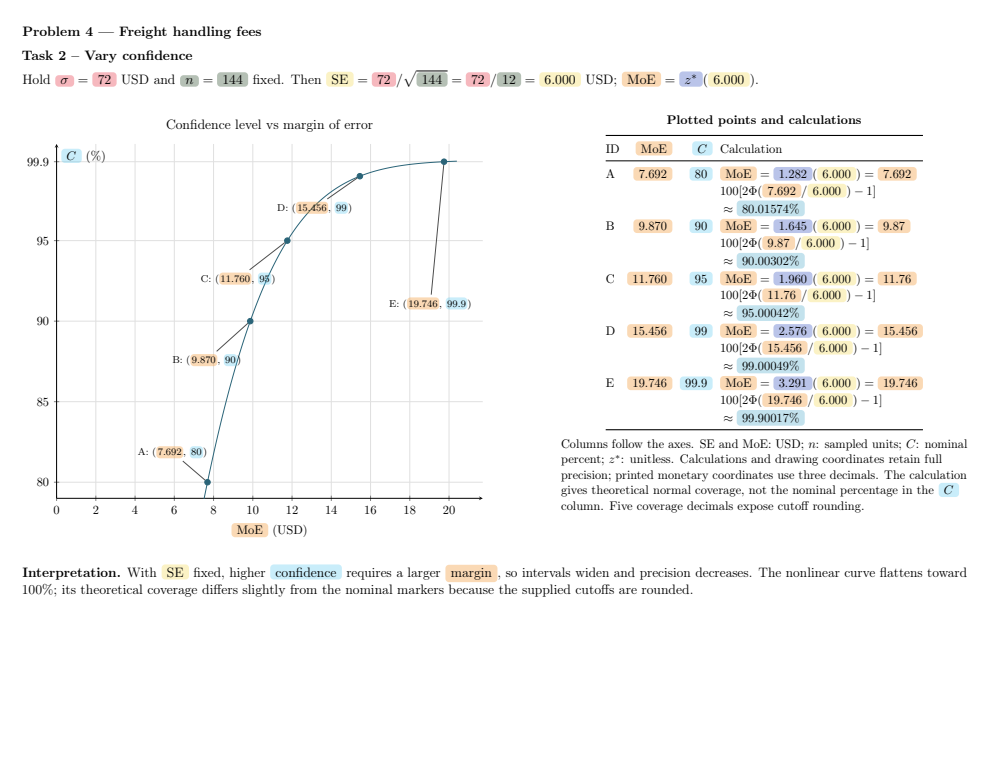 Problem 4 — Freight handling fees
Task 2 – Vary confidence
Hold σ = 72 USD and n = 144 fixed. Then SE = 72/√144 = 72/12 = 6.000 USD; MoE = z*(6.000).
Confidence level vs margin of error
C (%)
99.9
95
90
85
80
0 2 4 6 8 10 12 14 16 18 20
MoE (USD)
D: (15.456, 99)
C: (11.760, 95)
E: (19.746, 99.9)
B: (9.870, 90)
A: (7.692, 80)
Plotted points and calculations
ID MoE C Calculation
A 7.692 80 MoE = 1.282(6.000) = 7.692
100[2Φ(7.692/6.000) − 1]
≈ 80.01574%
B 9.870 90 MoE = 1.645(6.000) = 9.87
100[2Φ(9.87/6.000) − 1]
≈ 90.00302%
C 11.760 95 MoE = 1.960(6.000) = 11.76
100[2Φ(11.76/6.000) − 1]
≈ 95.00042%
D 15.456 99 MoE = 2.576(6.000) = 15.456
100[2Φ(15.456/6.000) − 1]
≈ 99.00049%
E 19.746 99.9 MoE = 3.291(6.000) = 19.746
100[2Φ(19.746/6.000) − 1]
≈ 99.90017%
Columns follow the axes. SE and MoE: USD; n: sampled units; C: nominal
percent; z*: unitless. Calculations and drawing coordinates retain full
precision; printed monetary coordinates use three decimals. The calculation
gives theoretical normal coverage, not the nominal percentage in the C
column. Five coverage decimals expose cutoff rounding.
Interpretation. With SE fixed, higher confidence requires a larger margin, so intervals widen and precision decreases. The nonlinear curve flattens toward
100%; its theoretical coverage differs slightly from the nominal markers because the supplied cutoffs are rounded.